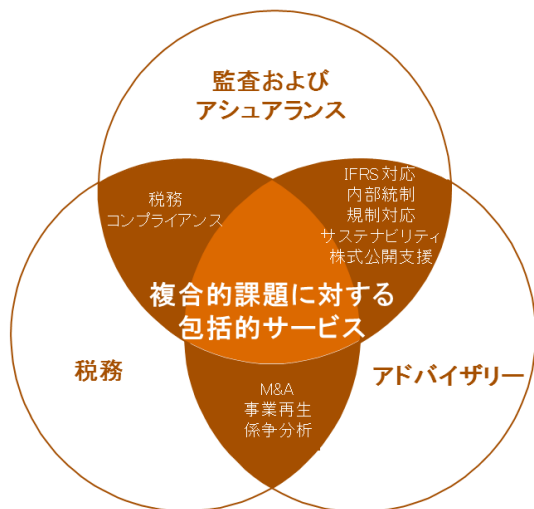 監査および
アシュアランス
税務
コンプライアンス
IFRS対応
内部統制
規制対応
サステナビリティ
株式公開支援
複合的課題に対する
包括的サービス
税務
アドバイザリー
M&A
事業再生
係争分析